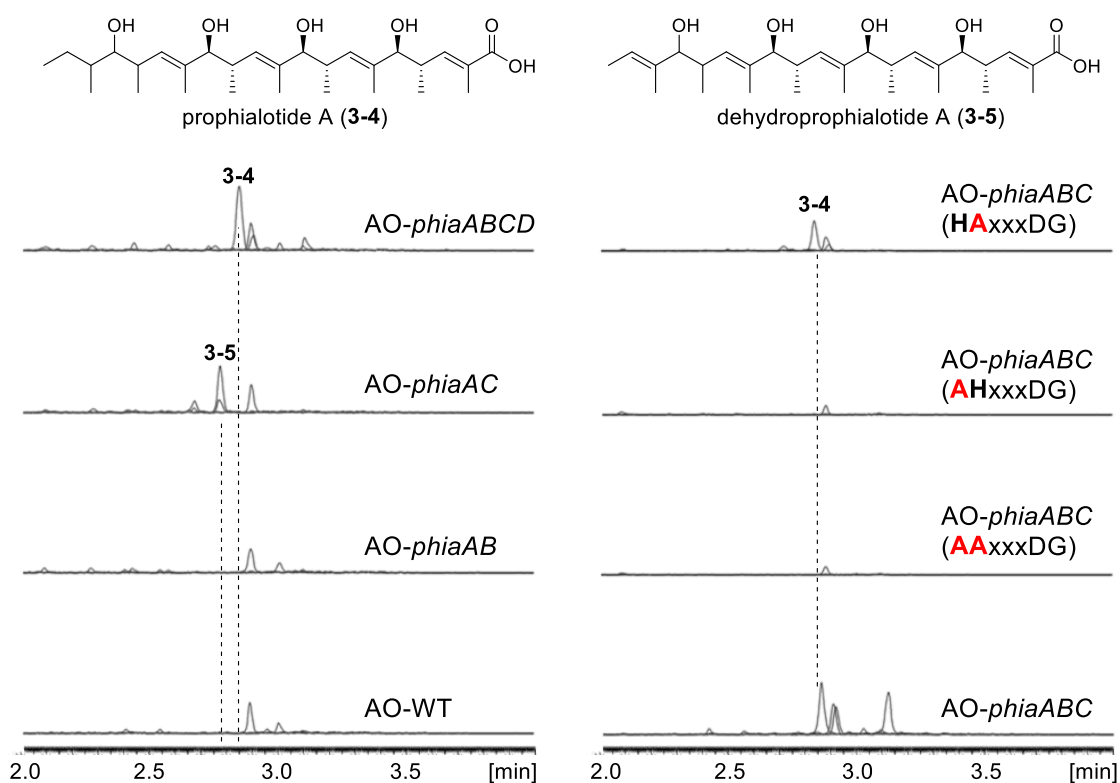 OH OH OH OH O
OH
prophialotide A (3-4)
OH OH OH OH O
OH
dehydroprophialotide A (3-5)
3-4
AO-phiaABCD
3-5
AO-phiaAC
AO-phiaAB
AO-WT
2.0 2.5 3.0 3.5 [min]
3-4
AO-phiaABC
(HAxxxDG)
AO-phiaABC
(AHxxxDG)
AO-phiaABC
(AAxxxDG)
AO-phiaABC
2.0 2.5 3.0 3.5 [min]